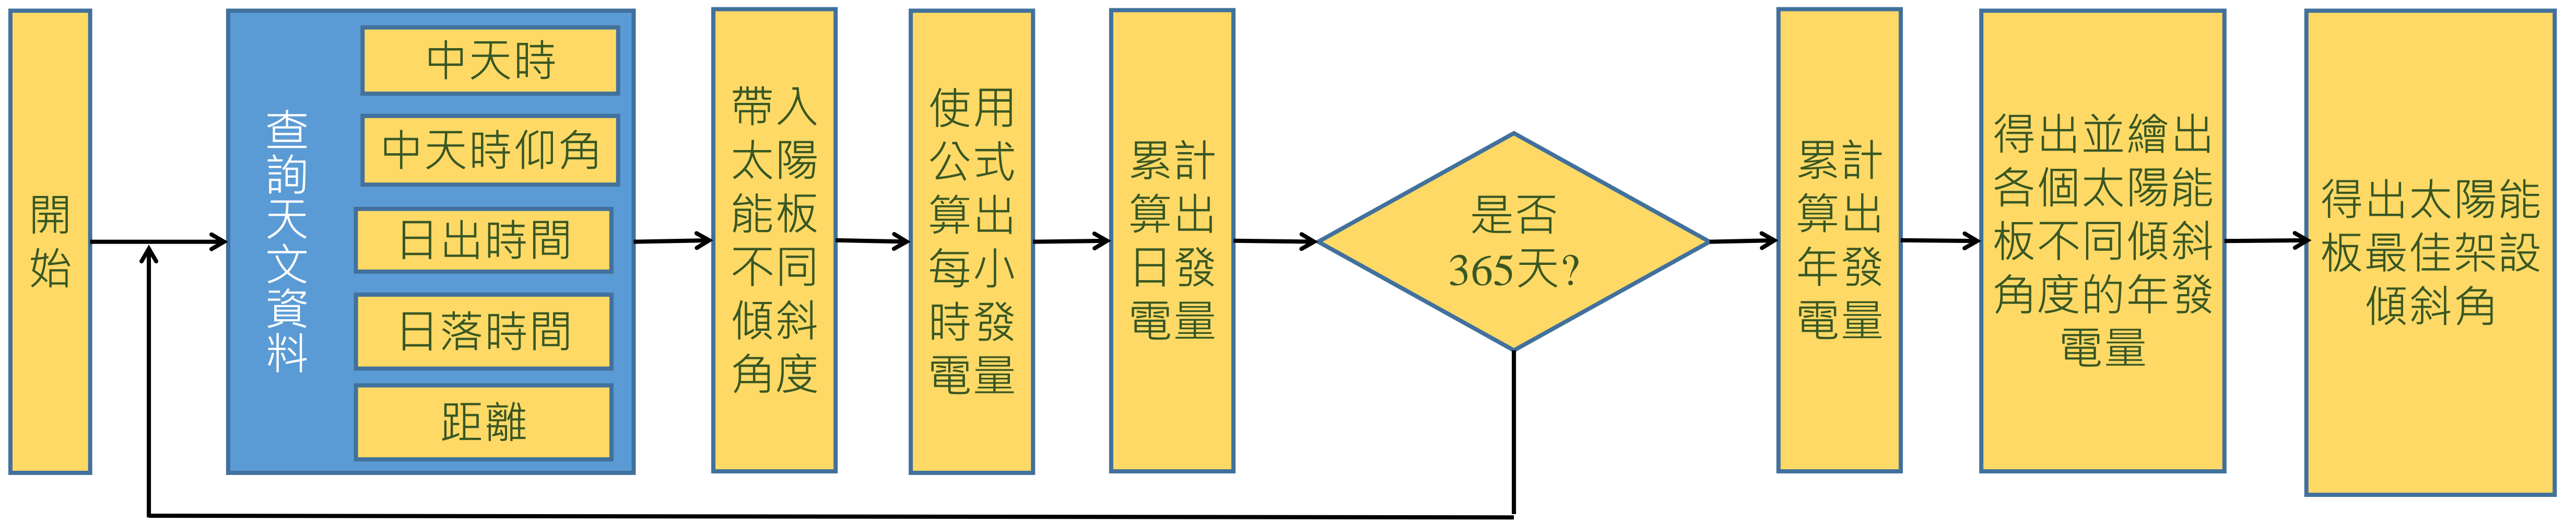 開
始
查
詢
天
文
資
料
中天時
中天時仰角
日出時間
日落時間
距離
帶入
太陽
能板
不同
傾斜
角度
使用
公式
算出
每小
時發
電量
累計
算出
日發
電量
是否
365天?
累計
算出
年發
電量
得出並繪出
各個太陽能
板不同傾斜
角度的年發
電量
得出太陽能
板最佳架設
傾斜角